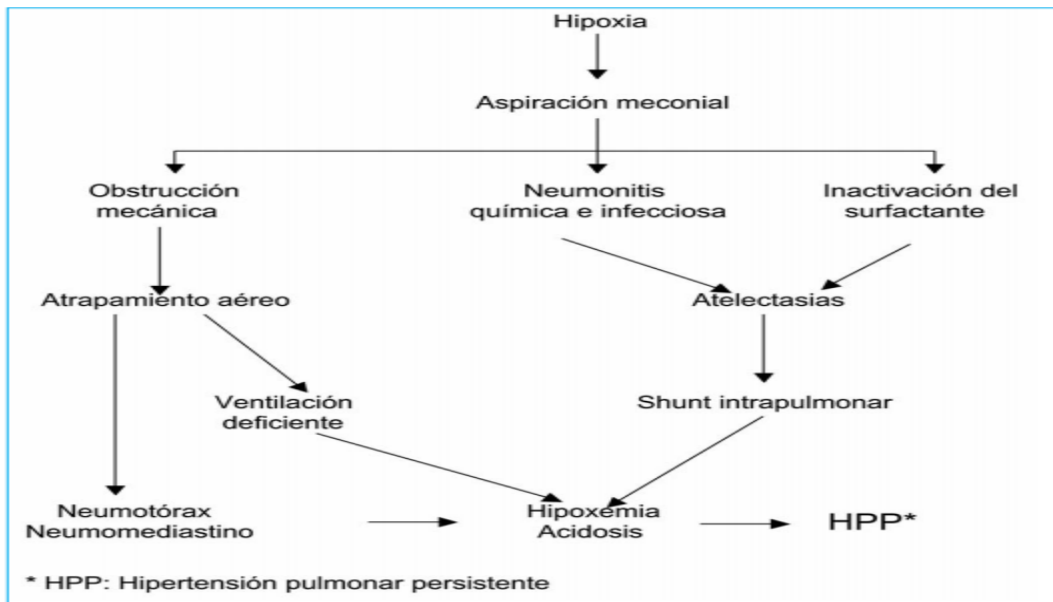 Hipoxia
Aspiración meconial
Obstrucción
mecánica
Neumonitis
química e infecciosa
Inactivación del
surfactante
Atrapamiento aéreo
Atelectasias
Ventilación
deficiente
Shunt intrapulmonar
Neumotórax
Neumomediastino
Hipoxemia
Acidosis
HPP*
* HPP: Hipertensión pulmonar persistente